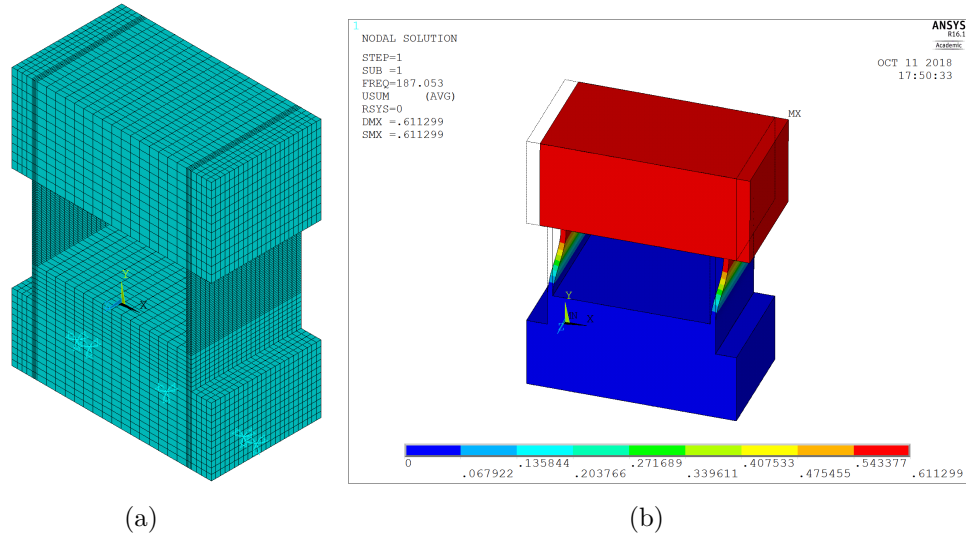 1
NODAL SOLUTION
STEP=1
SUB =1
FREQ=187.053
USUM (AVG)
RSYS=0
DMX =.611299
SMX =.611299
ANSYS
R16.1
Academic
OCT 11 2018
17:50:33
MX
Y
X
Y
X
0
.067922
.135844
.203766
.271689
.339611
.407533
.475455
.543377
.611299
(a)
(b)